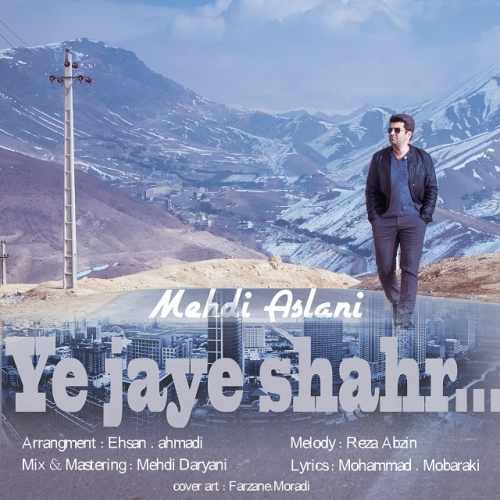 Mehdi Aslani
Ye jaye shahr...
Arrangment : Ehsan . ahmadi
Melody : Reza Abzin
Mix & Mastering : Mehdi Daryani
Lyrics : Mohammad . Mobaraki
cover art : Farzane.Moradi